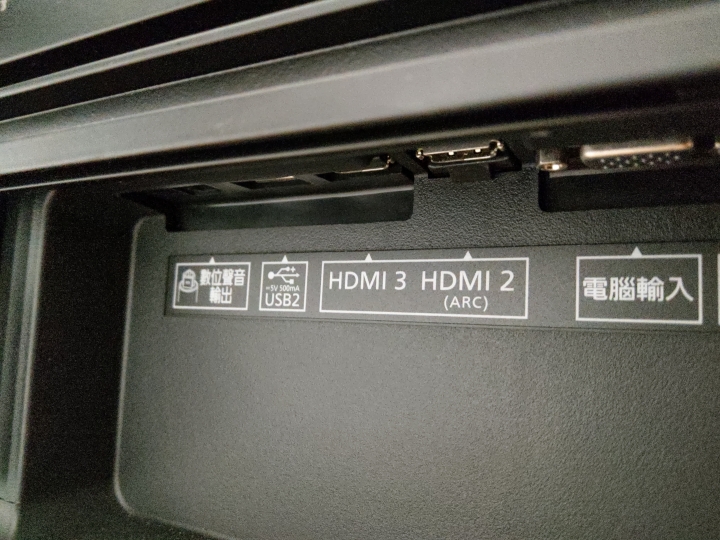 數位聲音
輸出
⎓5V 500mA
USB2
HDMI 3 HDMI 2
(ARC)
電腦輸入